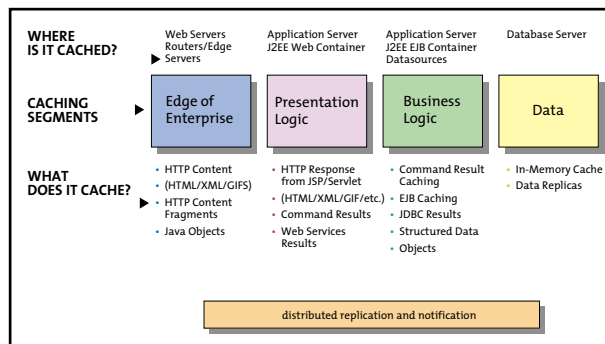 WHERE
IS IT CACHED?
Web Servers
Routers/Edge
Servers
Application Server
J2EE Web Container
Application Server
J2EE EJB Container
Datasources
Database Server
CACHING
SEGMENTS
Edge of
Enterprise
Presentation
Logic
Business
Logic
Data
WHAT
DOES IT CACHE?
• HTTP Content
• (HTML/XML/GIFS)
• HTTP Content
Fragments
• Java Objects
• HTTP Response
from JSP/Servlet
• (HTML/XML/GIF/etc.)
• Command Results
• Web Services
Results
• Command Result
Caching
• EJB Caching
• JDBC Results
• Structured Data
• Objects
• In-Memory Cache
• Data Replicas
distributed replication and notification